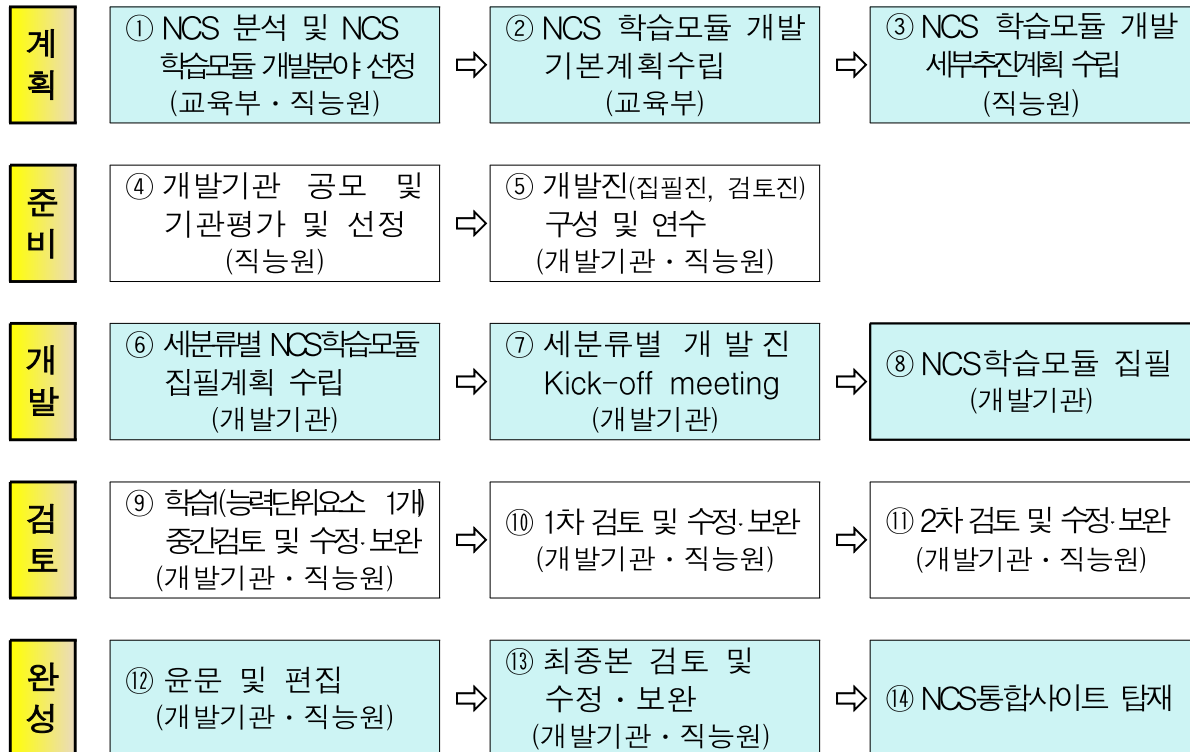 계획
① NCS 분석 및 NCS
학습모듈 개발분야 선정
(교육부・직능원)
② NCS 학습모듈 개발
기본계획수립
(교육부)
③ NCS 학습모듈 개발
세부추진계획 수립
(직능원)
준비
④ 개발기관 공모 및
기관평가 및 선정
(직능원)
⑤ 개발진(집필진, 검토진)
구성 및 연수
(개발기관・직능원)
개발
⑥ 세분류별 NCS학습모듈
집필계획 수립
(개발기관)
⑦ 세분류별 개 발 진
Kick-off meeting
(개발기관)
⑧ NCS학습모듈 집필
(개발기관)
검토
⑨ 학습1(능력단위요소 1개)
중간검토 및 수정·보완
(개발기관・직능원)
⑩ 1차 검토 및 수정·보완
(개발기관・직능원)
⑪ 2차 검토 및 수정·보완
(개발기관・직능원)
완성
⑫ 윤문 및 편집
(개발기관・직능원)
⑬ 최종본 검토 및
수정・보완
(개발기관・직능원)
⑭ NCS통합사이트 탑재